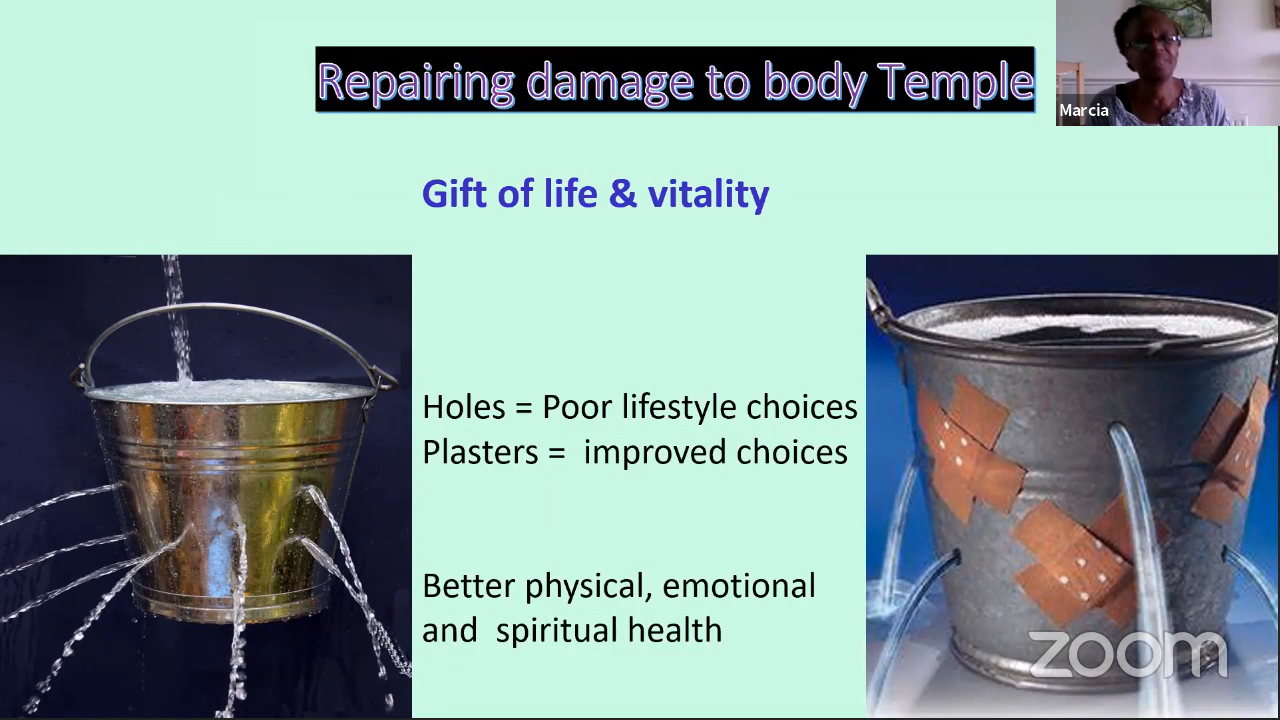 Repairing damage to body Temple
Marcia
Gift of life & vitality
Holes = Poor lifestyle choices
Plasters =  improved choices
Better physical, emotional
and  spiritual health
zoom